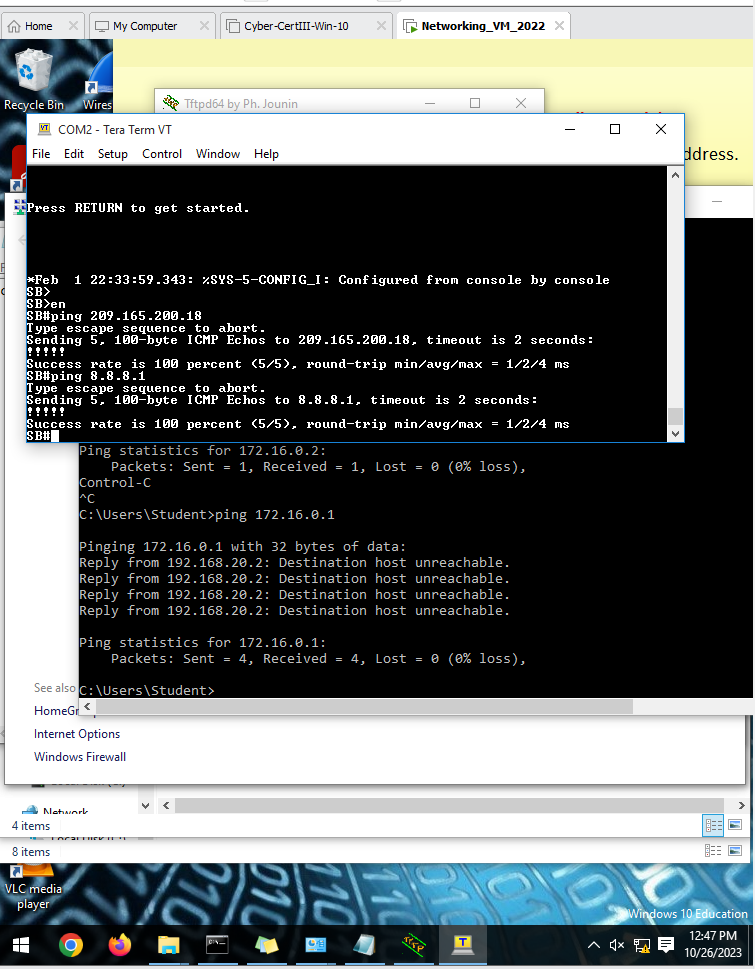 Home
My Computer
Cyber-CertIII-Win-10
Networking_VM_2022
Recycle Bin
Wires
Tftpd64 by Ph. Jounin
ddress.
COM2 - Tera Term VT
File Edit Setup Control Window Help
Press RETURN to get started.
*Feb  1 22:33:59.343: %SYS-5-CONFIG_I: Configured from console by console
SB>
SB>en
SB#ping 209.165.200.18
Type escape sequence to abort.
Sending 5, 100-byte ICMP Echos to 209.165.200.18, timeout is 2 seconds:
!!!!!
Success rate is 100 percent (5/5), round-trip min/avg/max = 1/2/4 ms
SB#ping 8.8.8.1
Type escape sequence to abort.
Sending 5, 100-byte ICMP Echos to 8.8.8.1, timeout is 2 seconds:
!!!!!
Success rate is 100 percent (5/5), round-trip min/avg/max = 1/2/4 ms
SB#
Ping statistics for 172.16.0.2:
    Packets: Sent = 1, Received = 1, Lost = 0 (0% loss),
Control-C
^C
C:\Users\Student>ping 172.16.0.1
Pinging 172.16.0.1 with 32 bytes of data:
Reply from 192.168.20.2: Destination host unreachable.
Reply from 192.168.20.2: Destination host unreachable.
Reply from 192.168.20.2: Destination host unreachable.
Reply from 192.168.20.2: Destination host unreachable.
Ping statistics for 172.16.0.1:
    Packets: Sent = 4, Received = 4, Lost = 0 (0% loss),
C:\Users\Student>
See also
HomeGr
Internet Options
Windows Firewall
Network
4 items
8 items
VLC media
player
Windows 10 Education
12:47 PM
10/26/2023